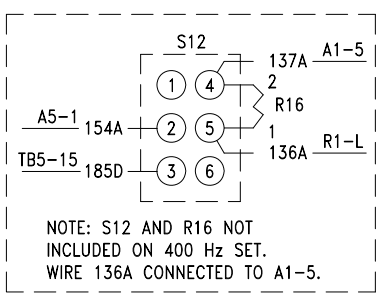 S12
137A A1-5
1 4 2
R16
A5-1 154A 2 5 1
136A R1-L
TB5-15 185D 3 6
NOTE: S12 AND R16 NOT
INCLUDED ON 400 Hz SET.
WIRE 136A CONNECTED TO A1-5.